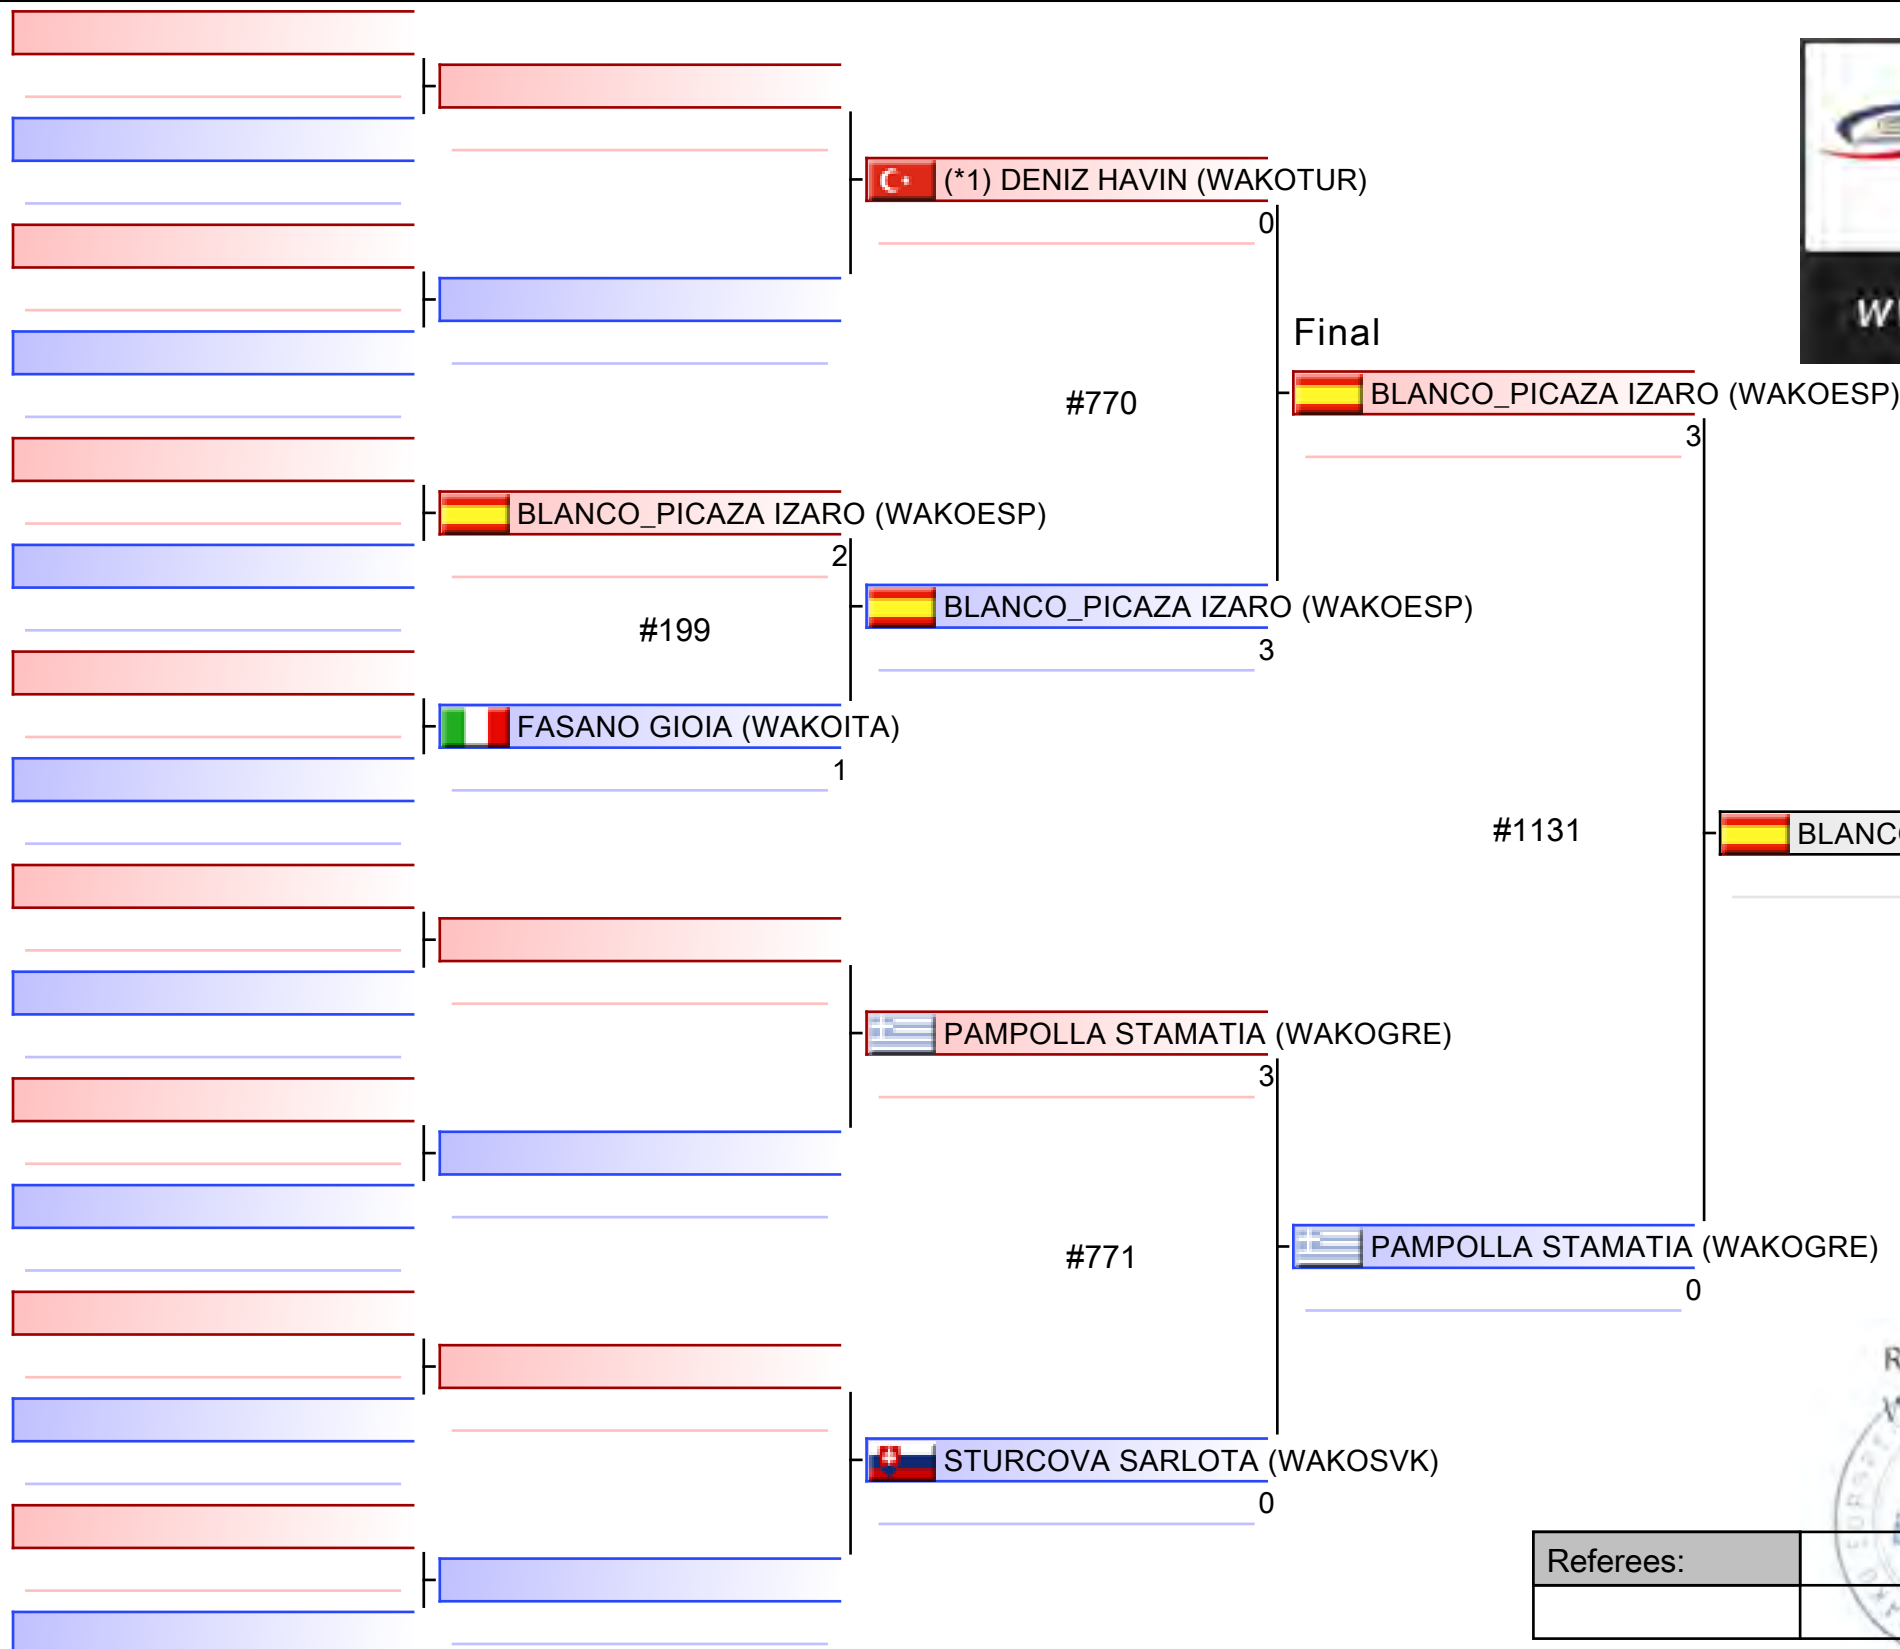 (*1) DENIZ HAVIN (WAKOTUR)
0
Final
#770
BLANCO_PICAZA IZARO (WAKOESP)
3
BLANCO_PICAZA IZARO (WAKOESP)
2
#199
BLANCO_PICAZA IZARO (WAKOESP)
3
FASANO GIOIA (WAKOITA)
1
#1131
BLANC
PAMPOLLA STAMATIA (WAKOGRE)
3
#771
PAMPOLLA STAMATIA (WAKOGRE)
0
STURCOVA SARLOTA (WAKOSVK)
0
Referees: